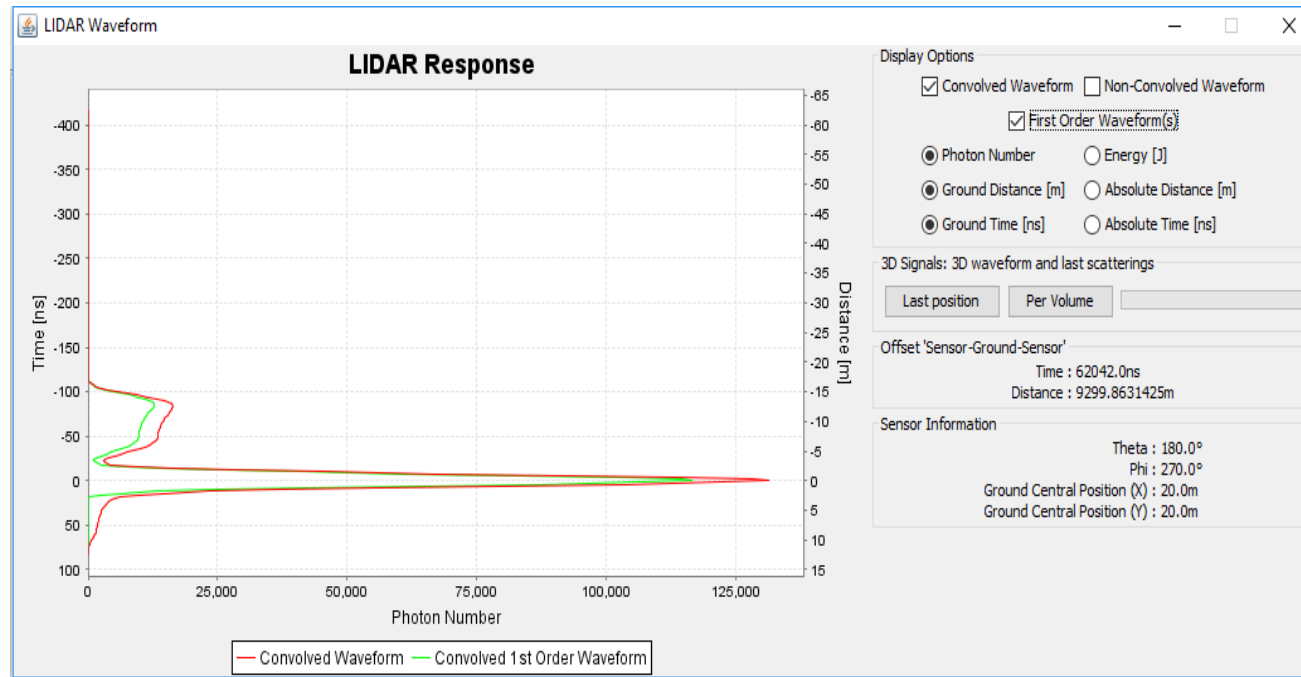 LIDAR Waveform
LIDAR Response
-400
-350
-300
-250
-200
-150
-100
-50
0
50
100
Time [ns]
-65
-60
-55
-50
-45
-40
-35
-30
-25
-20
-15
-10
-5
0
5
10
15
Distance [m]
0 25,000 50,000 75,000 100,000 125,000
Photon Number
Convolved Waveform Convolved 1st Order Waveform
Display Options
Convolved Waveform Non-Convolved Waveform
First Order Waveform(s)
Photon Number Energy [J]
Ground Distance [m] Absolute Distance [m]
Ground Time [ns] Absolute Time [ns]
3D Signals: 3D waveform and last scatterings
Last position Per Volume
Offset 'Sensor-Ground-Sensor'
Time : 62042.0ns
Distance : 9299.8631425m
Sensor Information
Theta : 180.0°
Phi : 270.0°
Ground Central Position (X) : 20.0m
Ground Central Position (Y) : 20.0m